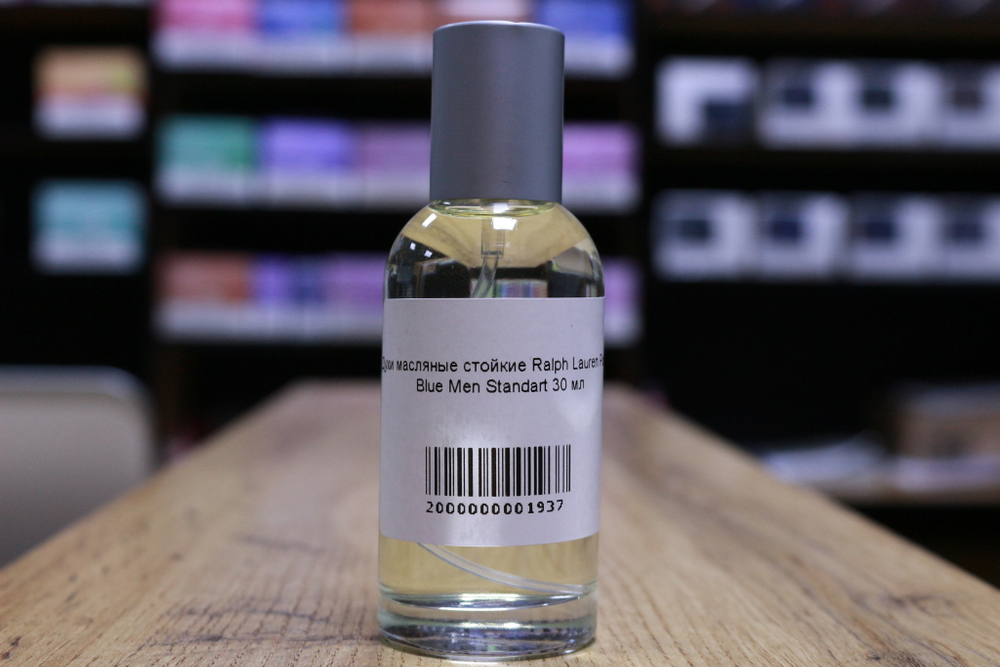 Духи масляные стойкие Ralph Lauren
Blue Men Standart 30 мл
2000000001937